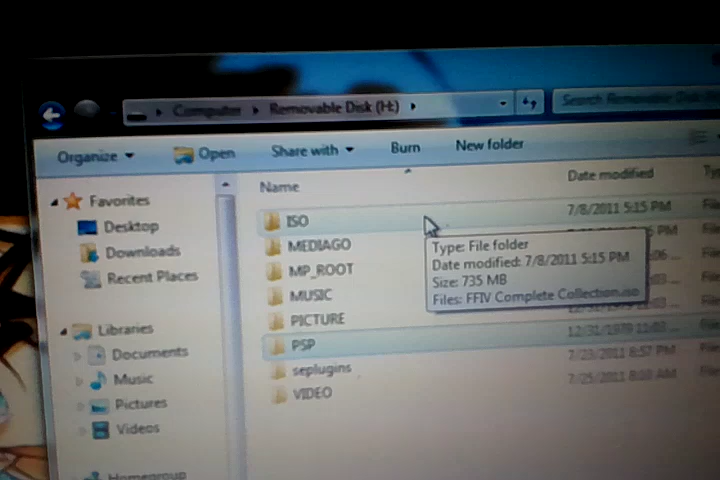 Computer ▸ Removable Disk (H:) ▸
Search Removable Disk
Organize ▾ Open Share with ▾ Burn New folder
Name Date modified
Favorites
Desktop
Downloads
Recent Places
Libraries
Documents
Music
Pictures
Videos
Homegroup
ISO 7/8/2011 5:15 PM
MEDIAGO
MP_ROOT
MUSIC
PICTURE
PSP 12/31/1979 11:03 ...
seplugins 7/23/2011 8:57 PM
VIDEO 7/25/2011 8:03 AM
Type: File folder
Date modified: 7/8/2011 5:15 PM
Size: 735 MB
Files: FFIV Complete Collection.iso